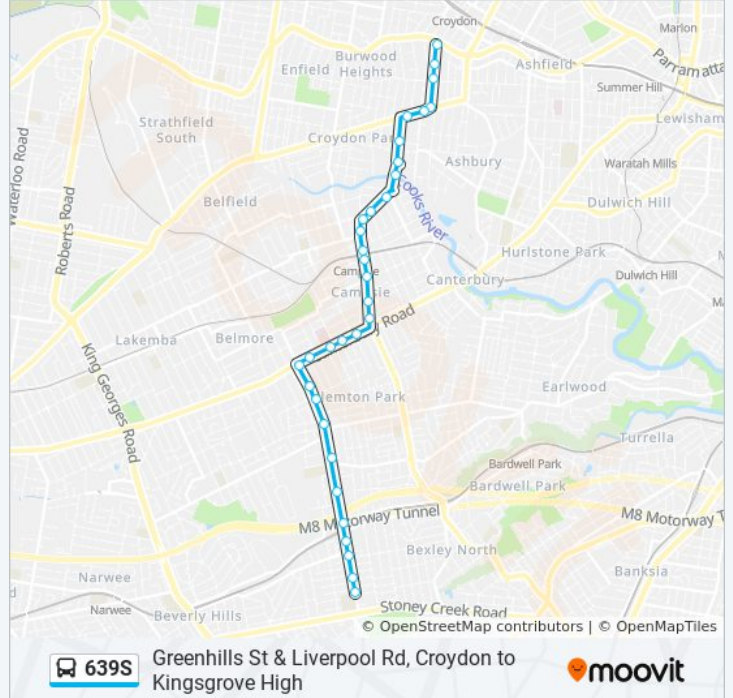 Croydon
Marion
Burwood
Heights
Enfield
Ashfield
Parramatta
Summer Hill
Strathfield
South
Lewisham
Croydon Par
Waterloo Road
Ashbury
Waratah Mills
Roberts Road
Belfield
Cooks River
Dulwich Hill
Hurlstone Park
Dulwich Hill
Canterbury
Road
Lakemba
Belmore
King Georges Road
lemton Park
Earlwood
Turrella
Bardwell Park
Bardwell Park
M8 Motorway Tunnel
M8 Motorway T
Bexley North
Narwee
Banksia
Narwee
Beverly Hills
Stoney Creek Road
© OpenStreetMap contributors | © OpenMapTiles
639S
Greenhills St & Liverpool Rd, Croydon to
Kingsgrove High
moovit